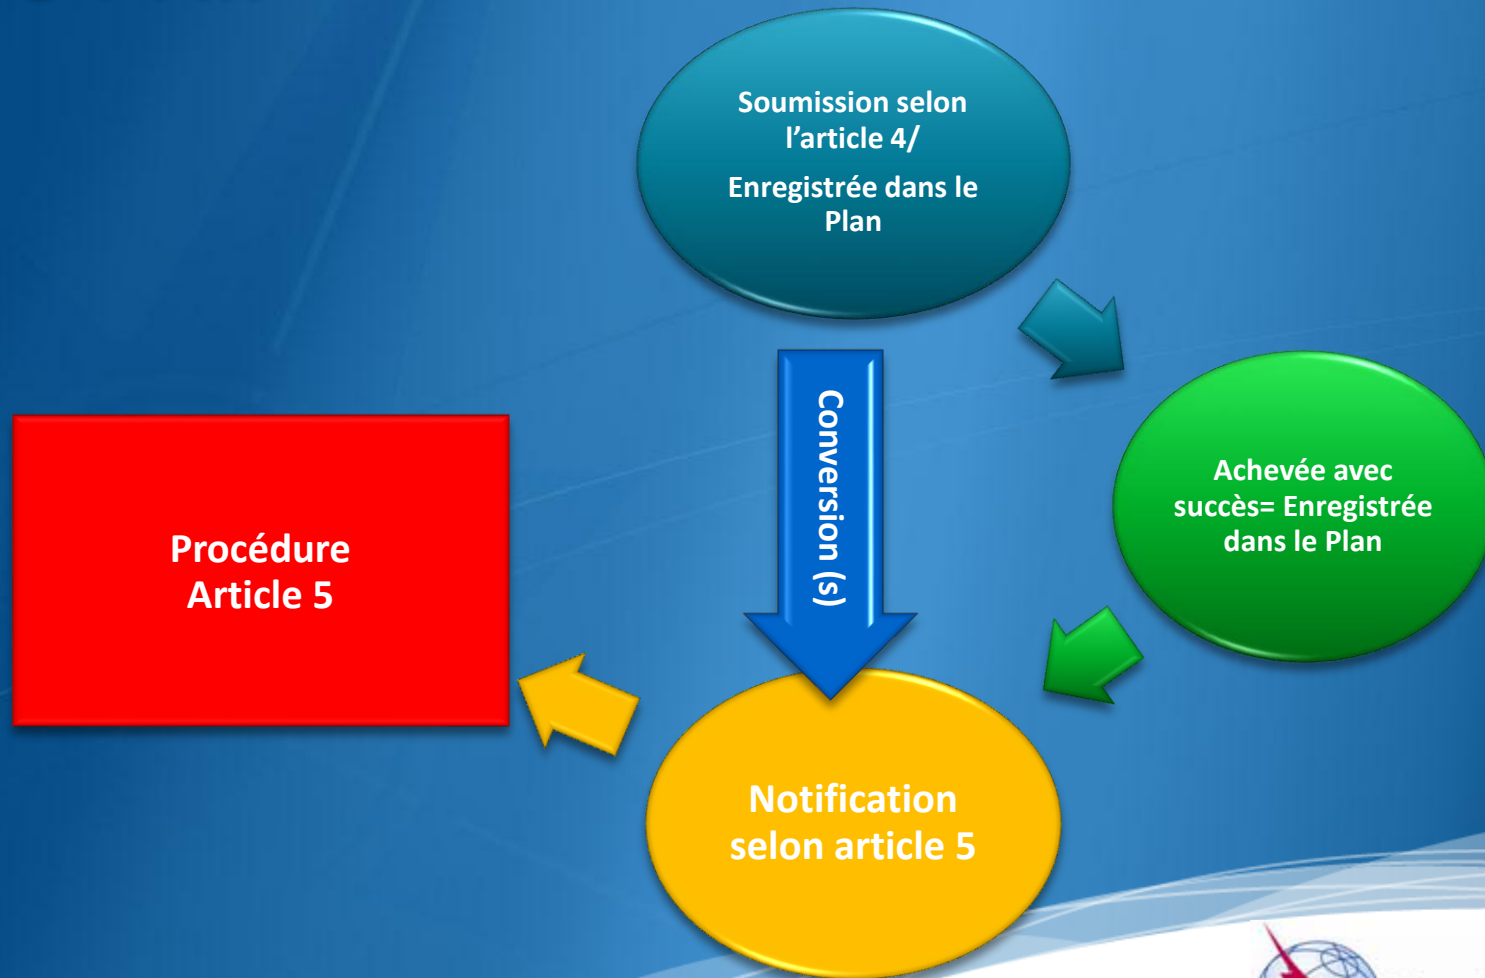 Soumission selon
l’article 4/
Enregistrée dans le
Plan
Conversion (s)
Achevée avec
succès= Enregistrée
dans le Plan
Procédure
Article 5
Notification
selon article 5